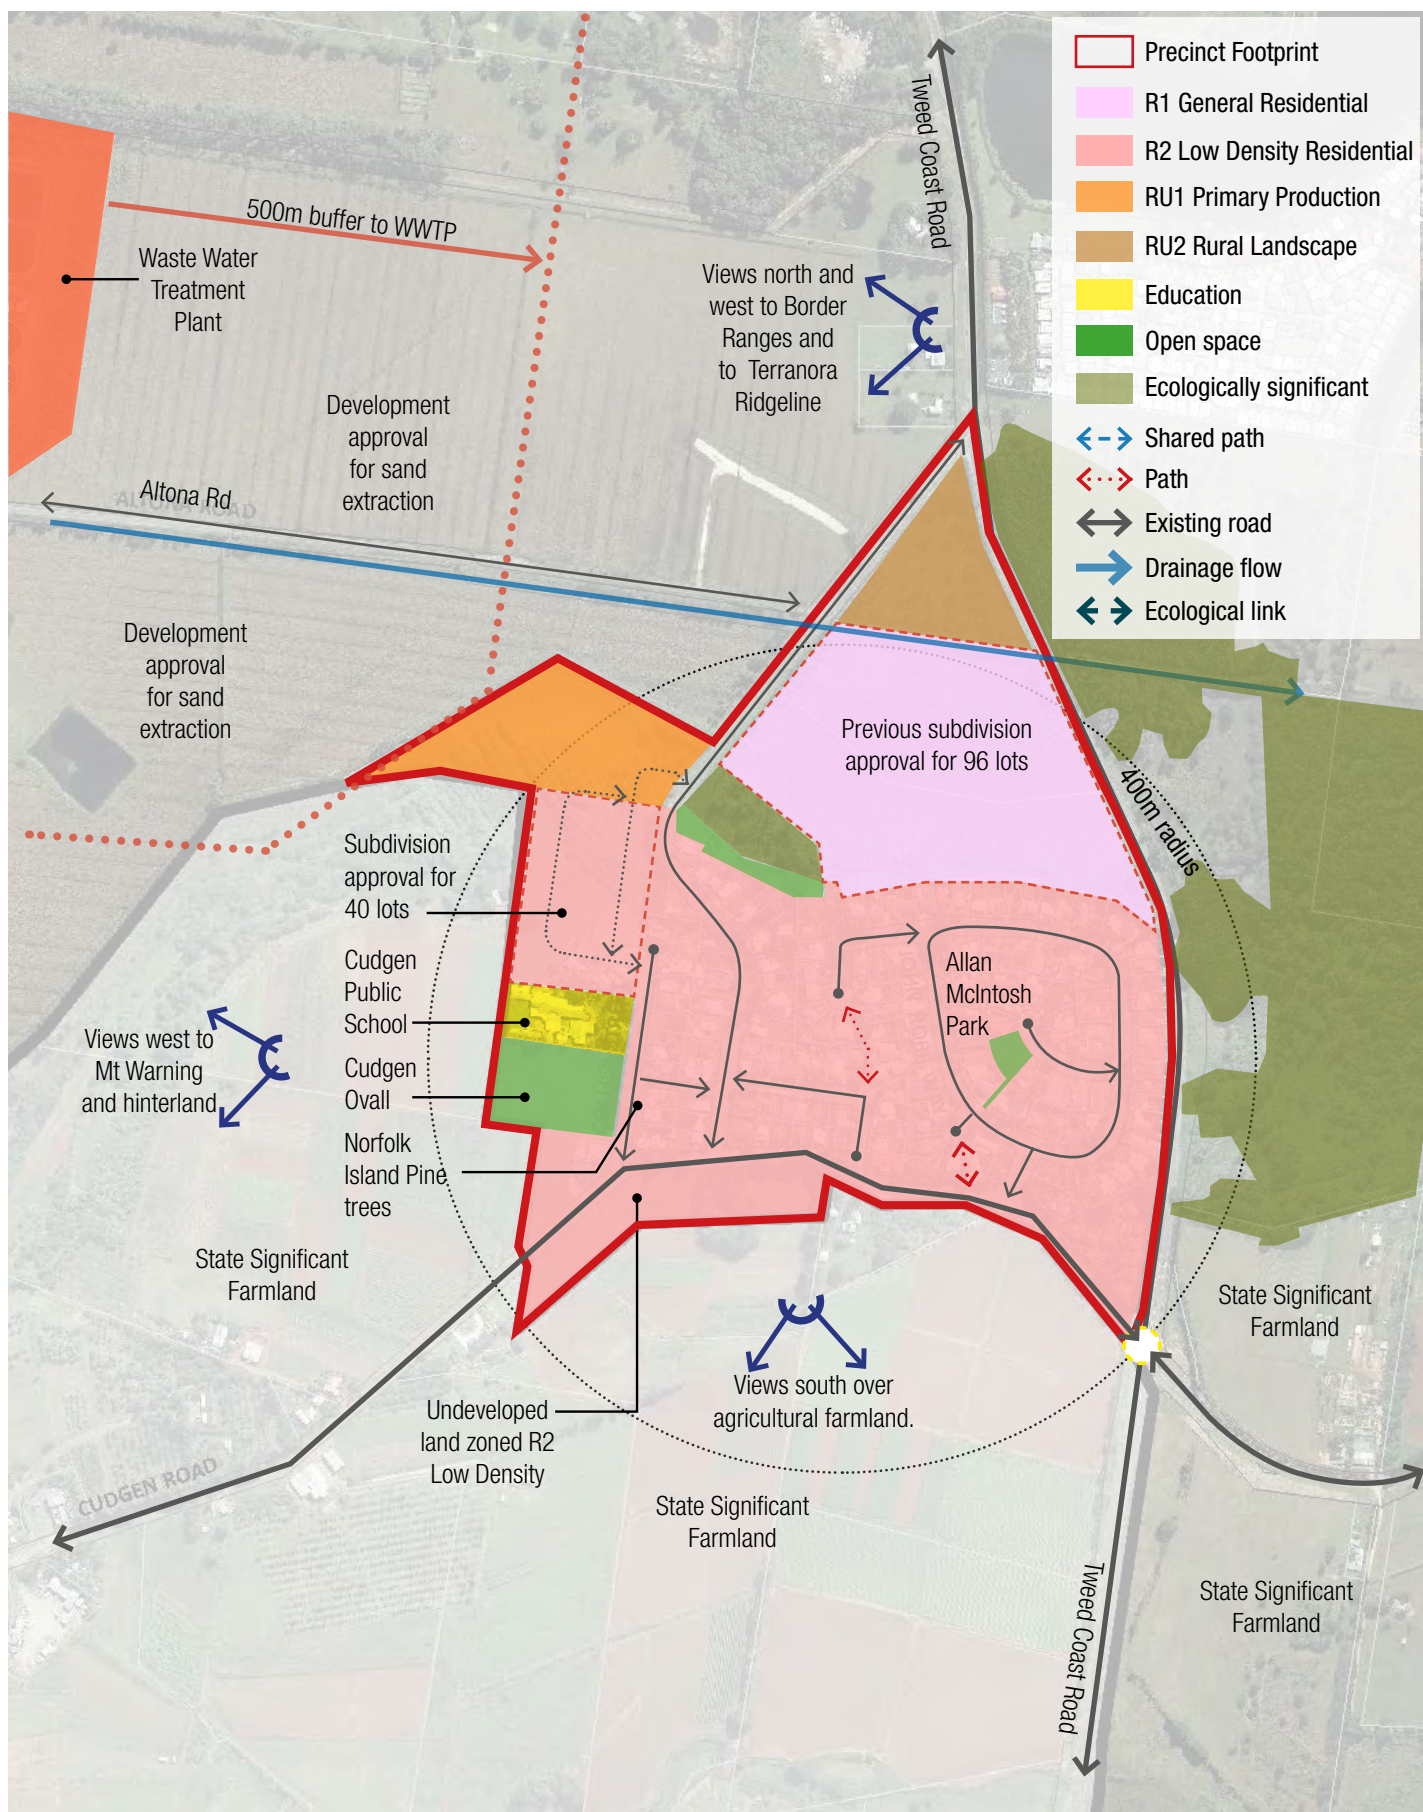 Precinct Footprint
R1 General Residential
R2 Low Density Residential
RU1 Primary Production
RU2 Rural Landscape
Education
Open space
Ecologically significant
Shared path
Path
Existing road
Drainage flow
Ecological link
Tweed Coast Road
500m buffer to WWTP
Waste Water
Treatment
Plant
Views north and
west to Border
Ranges and
to Terranora
Ridgeline
Development
approval
for sand
extraction
Altona Rd
ALTONA ROAD
Development
approval
for sand
extraction
Previous subdivision
approval for 96 lots
400m radius
Subdivision
approval for
40 lots
Cudgen
Public
School
Cudgen
Ovall
Norfolk
Island Pine
trees
Allan
McIntosh
Park
Views west to
Mt Warning
and hinterland
State Significant
Farmland
State Significant
Farmland
Views south over
agricultural farmland.
Undeveloped
land zoned R2
Low Density
CUDGEN ROAD
State Significant
Farmland
State Significant
Farmland
Tweed Coast Road